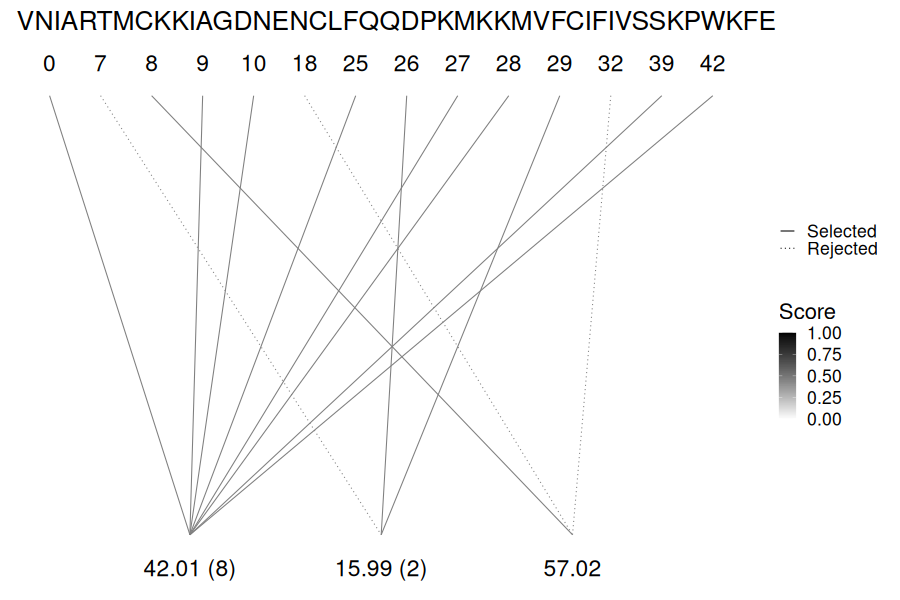 VNIARTMCKKIAGDNENCLFQQDPKMKKMVFCIFIVSSKPWKFE
0 7 8 9 10 18 25 26 27 28 29 32 39 42
Selected
Rejected
Score
1.00
0.75
0.50
0.25
0.00
42.01 (8) 15.99 (2) 57.02